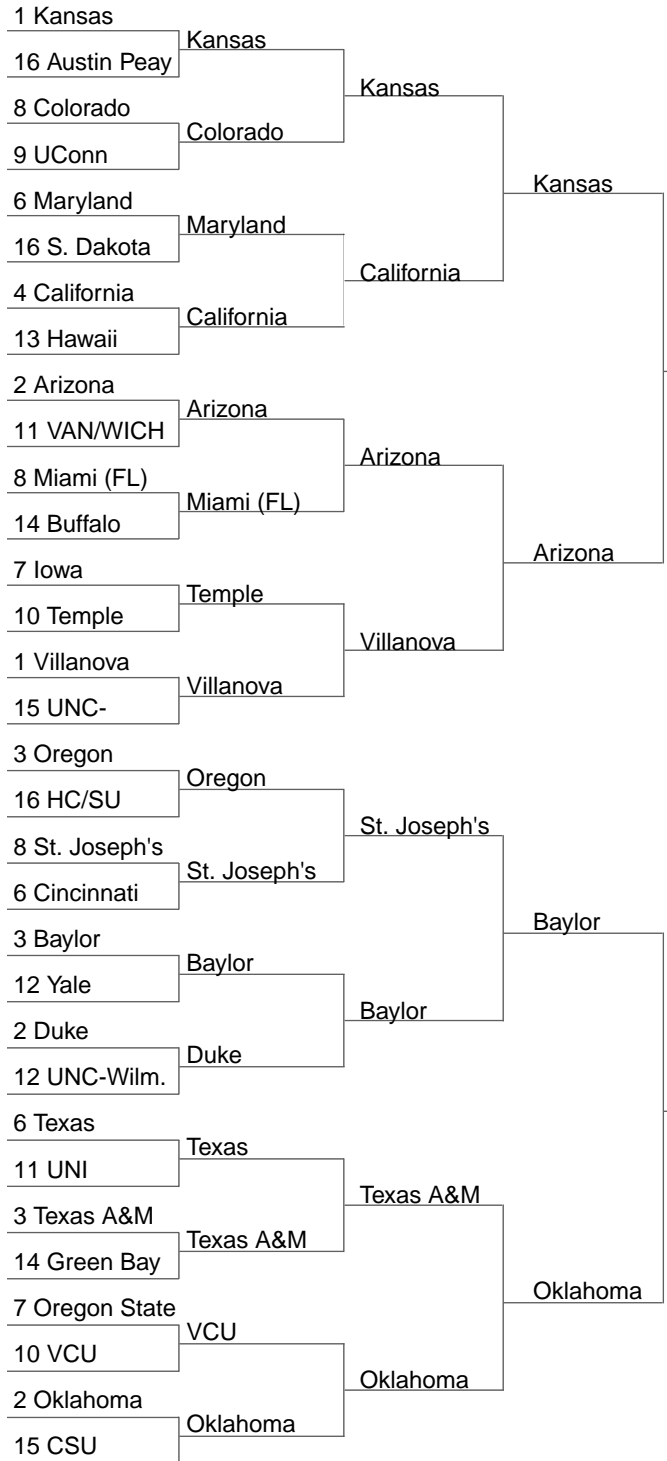 1 Kansas
16 Austin Peay
8 Colorado
9 UConn
6 Maryland
16 S. Dakota
4 California
13 Hawaii
2 Arizona
11 VAN/WICH
8 Miami (FL)
14 Buffalo
7 Iowa
10 Temple
1 Villanova
15 UNC-
3 Oregon
16 HC/SU
8 St. Joseph's
6 Cincinnati
3 Baylor
12 Yale
2 Duke
12 UNC-Wilm.
6 Texas
11 UNI
3 Texas A&M
14 Green Bay
7 Oregon State
10 VCU
2 Oklahoma
15 CSU
Kansas
Colorado
Maryland
California
Arizona
Miami (FL)
Temple
Villanova
Oregon
St. Joseph's
Baylor
Duke
Texas
Texas A&M
VCU
Oklahoma
Kansas
California
Arizona
Villanova
St. Joseph's
Baylor
Texas A&M
Oklahoma
Kansas
Arizona
Baylor
Oklahoma